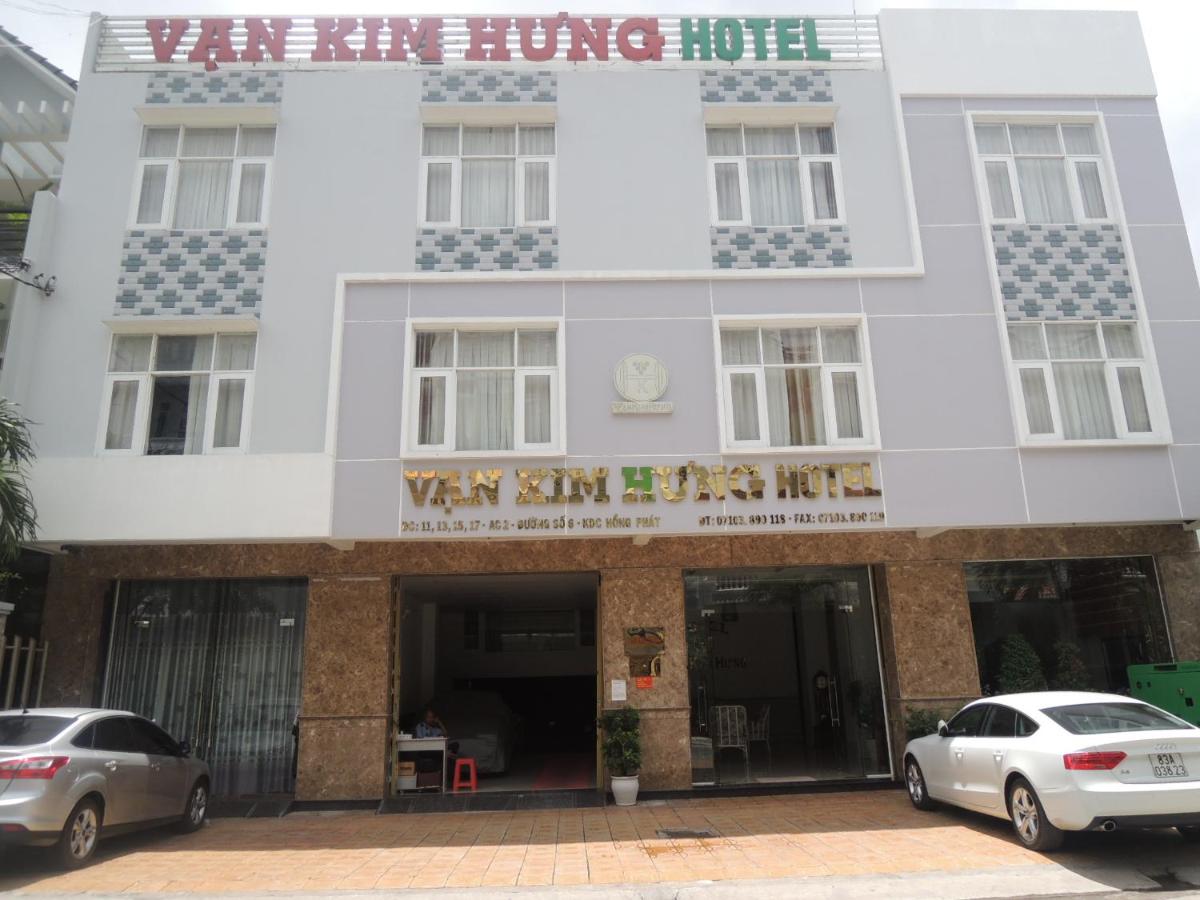 VẠN KIM HƯNG HOTEL
VẠN KIM HƯNG HOTEL
ĐC: 11, 13, 15, 17 - AC 2 - ĐƯỜNG SỐ 6 - KDC HỒNG PHÁT ĐT: 07103. 890 118 - FAX: 07103. 890 119
HƯNG
83A
038.23